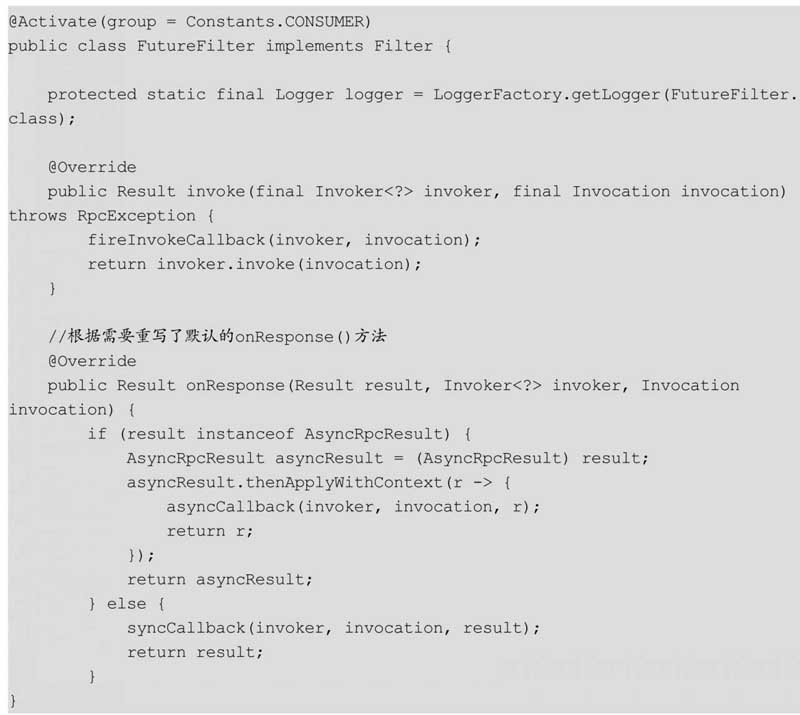 @Activate(group = Constants.CONSUMER)
public class FutureFilter implements Filter {
    protected static final Logger logger = LoggerFactory.getLogger(FutureFilter.
class);
    @Override
    public Result invoke(final Invoker<?> invoker, final Invocation invocation)
throws RpcException {
        fireInvokeCallback(invoker, invocation);
        return invoker.invoke(invocation);
    }
    //根据需要重写了默认的onResponse()方法
    @Override
    public Result onResponse(Result result, Invoker<?> invoker, Invocation
invocation) {
        if (result instanceof AsyncRpcResult) {
            AsyncRpcResult asyncResult = (AsyncRpcResult) result;
            asyncResult.thenApplyWithContext(r -> {
                asyncCallback(invoker, invocation, r);
                return r;
            });
            return asyncResult;
        } else {
            syncCallback(invoker, invocation, result);
            return result;
        }
}